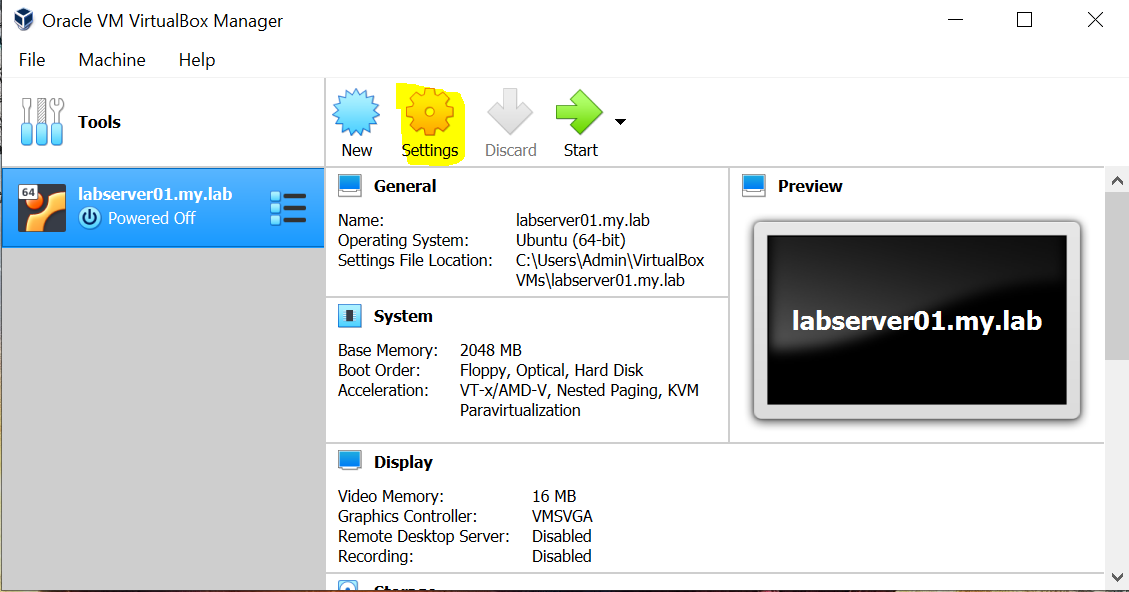 Oracle VM VirtualBox Manager
File Machine Help
Tools
New Settings Discard Start
64
labserver01.my.lab
Powered Off
General
Name: labserver01.my.lab
Operating System: Ubuntu (64-bit)
Settings File Location: C:\Users\Admin\VirtualBox
VMs\labserver01.my.lab
Preview
labserver01.my.lab
System
Base Memory: 2048 MB
Boot Order: Floppy, Optical, Hard Disk
Acceleration: VT-x/AMD-V, Nested Paging, KVM
Paravirtualization
Display
Video Memory: 16 MB
Graphics Controller: VMSVGA
Remote Desktop Server: Disabled
Recording: Disabled
Storage